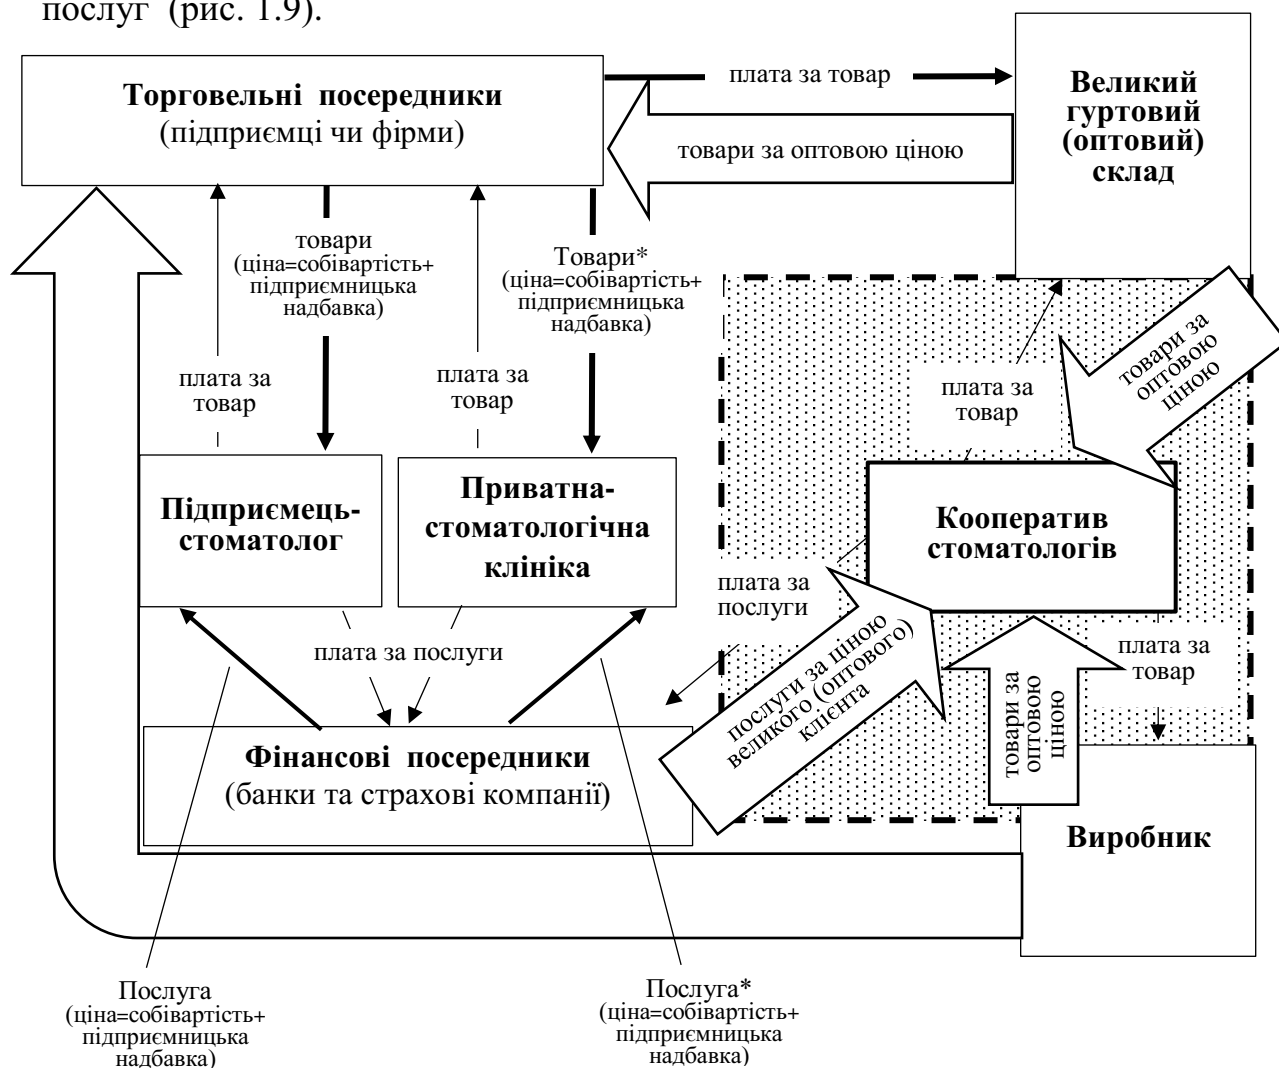 послуг (рис. 1.9).
Торговельні посередники
(підприємці чи фірми)
плата за товар
товари за оптовою ціною
Великий
гуртовий
(оптовий)
склад
товари
(ціна=собівартість+
підприємницька
надбавка)
Товари*
(ціна=собівартість+
підприємницька
надбавка)
плата за
товар
плата за
товар
плата за
товар
товари за
оптовою
ціною
Підприємець-
стоматолог
Приватна-
стоматологічна
клініка
Кооператив
стоматологів
плата за послуги
плата за
послуги
послуги за ціною
великого (оптового)
клієнта
товари за
оптовою
ціною
плата за
товар
Фінансові посередники
(банки та страхові компанії)
Виробник
Послуга
(ціна=собівартість+
підприємницька
надбавка)
Послуга*
(ціна=собівартість+
підприємницька
надбавка)